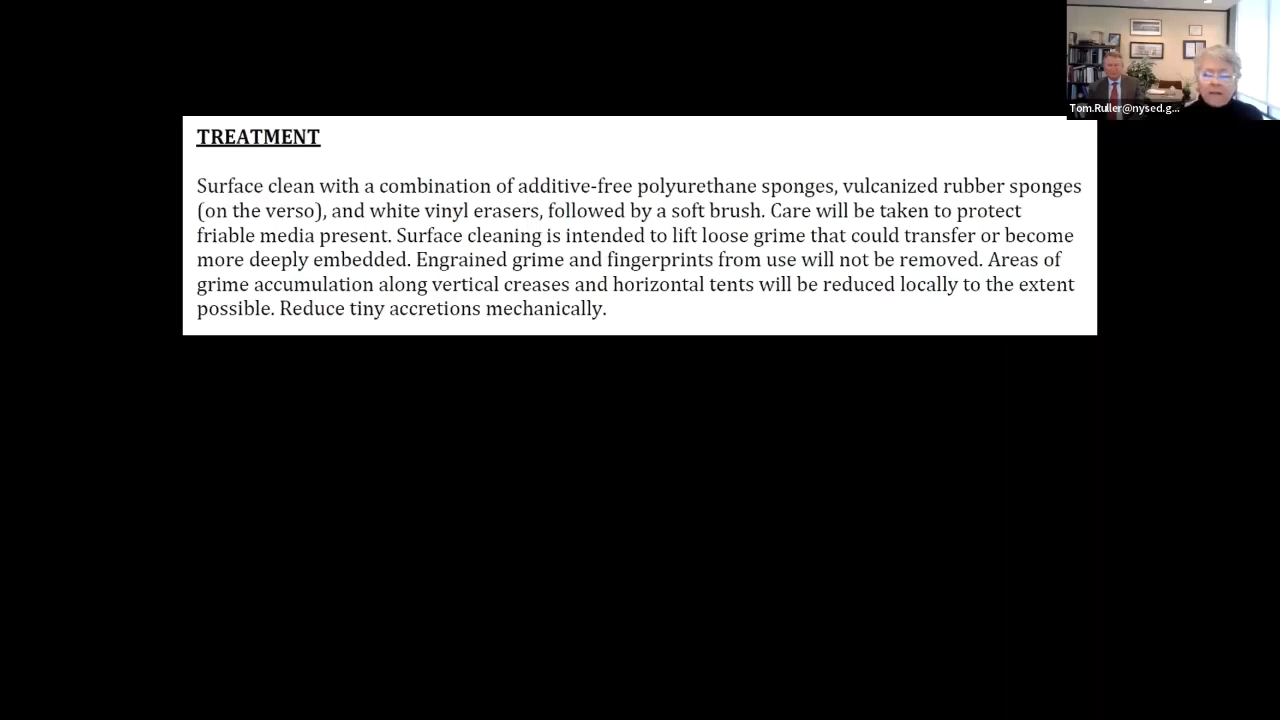 Tom.Ruller@nysed.g...
TREATMENT
Surface clean with a combination of additive-free polyurethane sponges, vulcanized rubber sponges
(on the verso), and white vinyl erasers, followed by a soft brush. Care will be taken to protect
friable media present. Surface cleaning is intended to lift loose grime that could transfer or become
more deeply embedded. Engrained grime and fingerprints from use will not be removed. Areas of
grime accumulation along vertical creases and horizontal tents will be reduced locally to the extent
possible. Reduce tiny accretions mechanically.